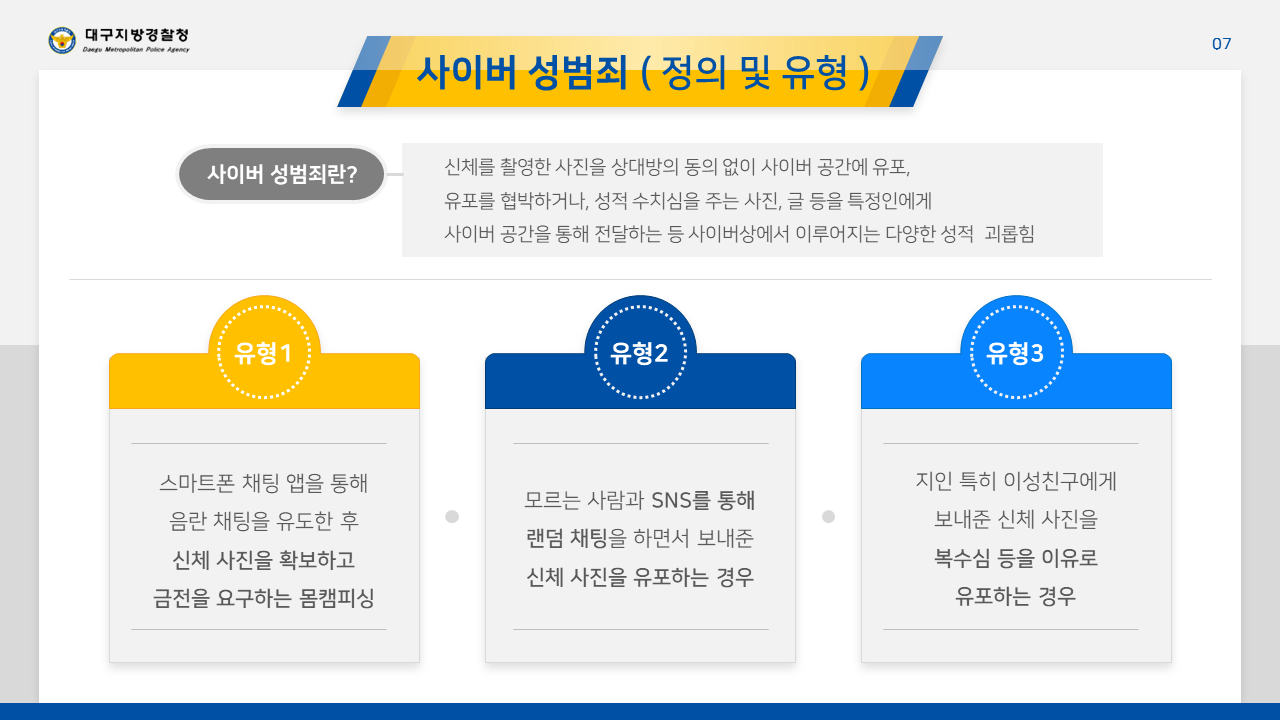 대구지방경찰청
Daegu Metropolitan Police Agency
07
사이버 성범죄 ( 정의 및 유형 )
사이버 성범죄란?
신체를 촬영한 사진을 상대방의 동의 없이 사이버 공간에 유포,
유포를 협박하거나, 성적 수치심을 주는 사진, 글 등을 특정인에게
사이버 공간을 통해 전달하는 등 사이버상에서 이루어지는 다양한 성적 괴롭힘
유형1
스마트폰 채팅 앱을 통해
음란 채팅을 유도한 후
신체 사진을 확보하고
금전을 요구하는 몸캠피싱
유형2
모르는 사람과 SNS를 통해
랜덤 채팅을 하면서 보내준
신체 사진을 유포하는 경우
유형3
지인 특히 이성친구에게
보내준 신체 사진을
복수심 등을 이유로
유포하는 경우